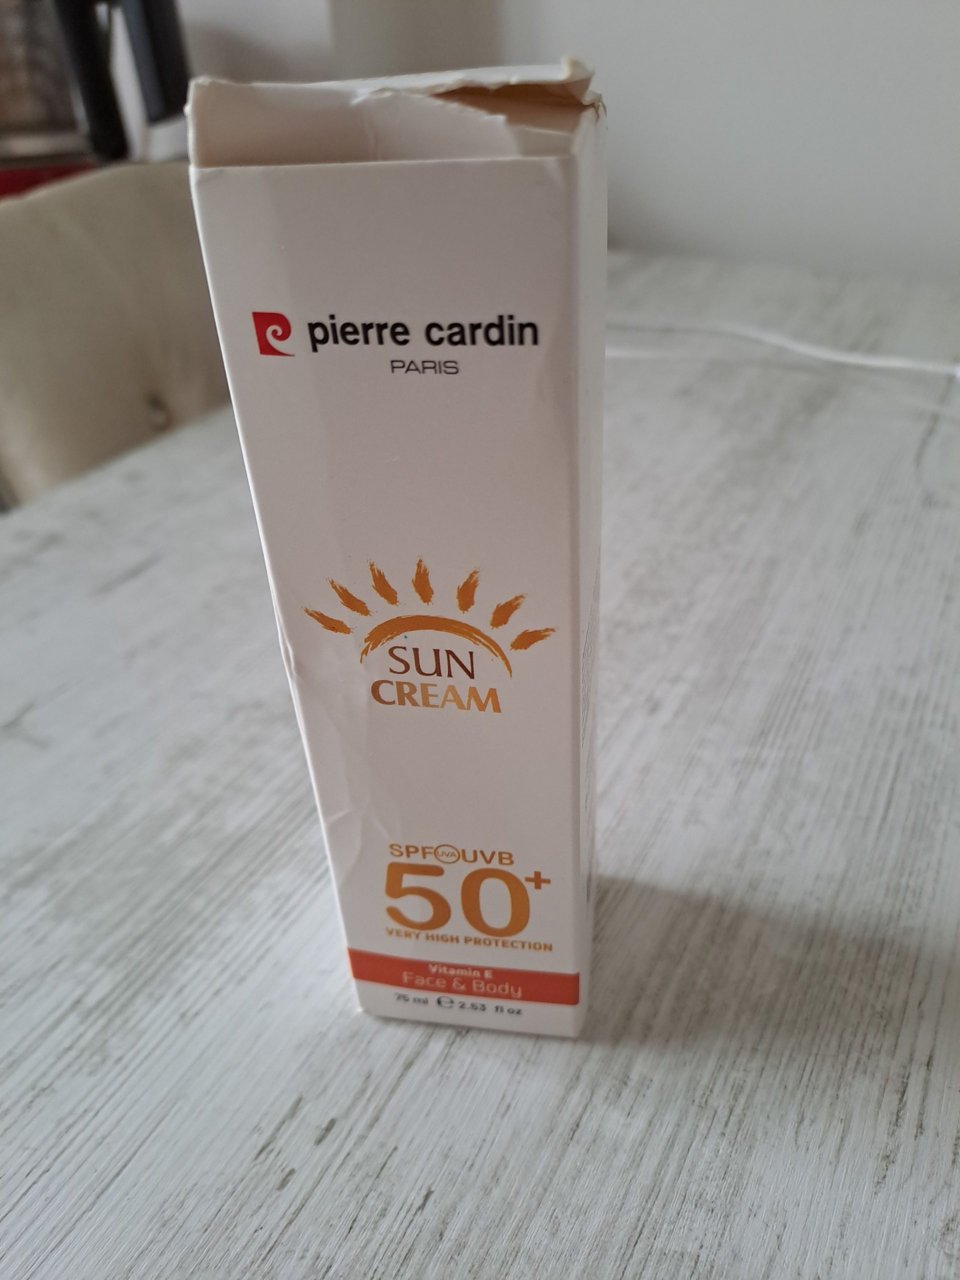 pierre cardin
PARIS
SUN
CREAM
SPF UVA UVB
50+
VERY HIGH PROTECTION
Vitamin E
Face & Body
75 ml ℮ 2.53 fl oz